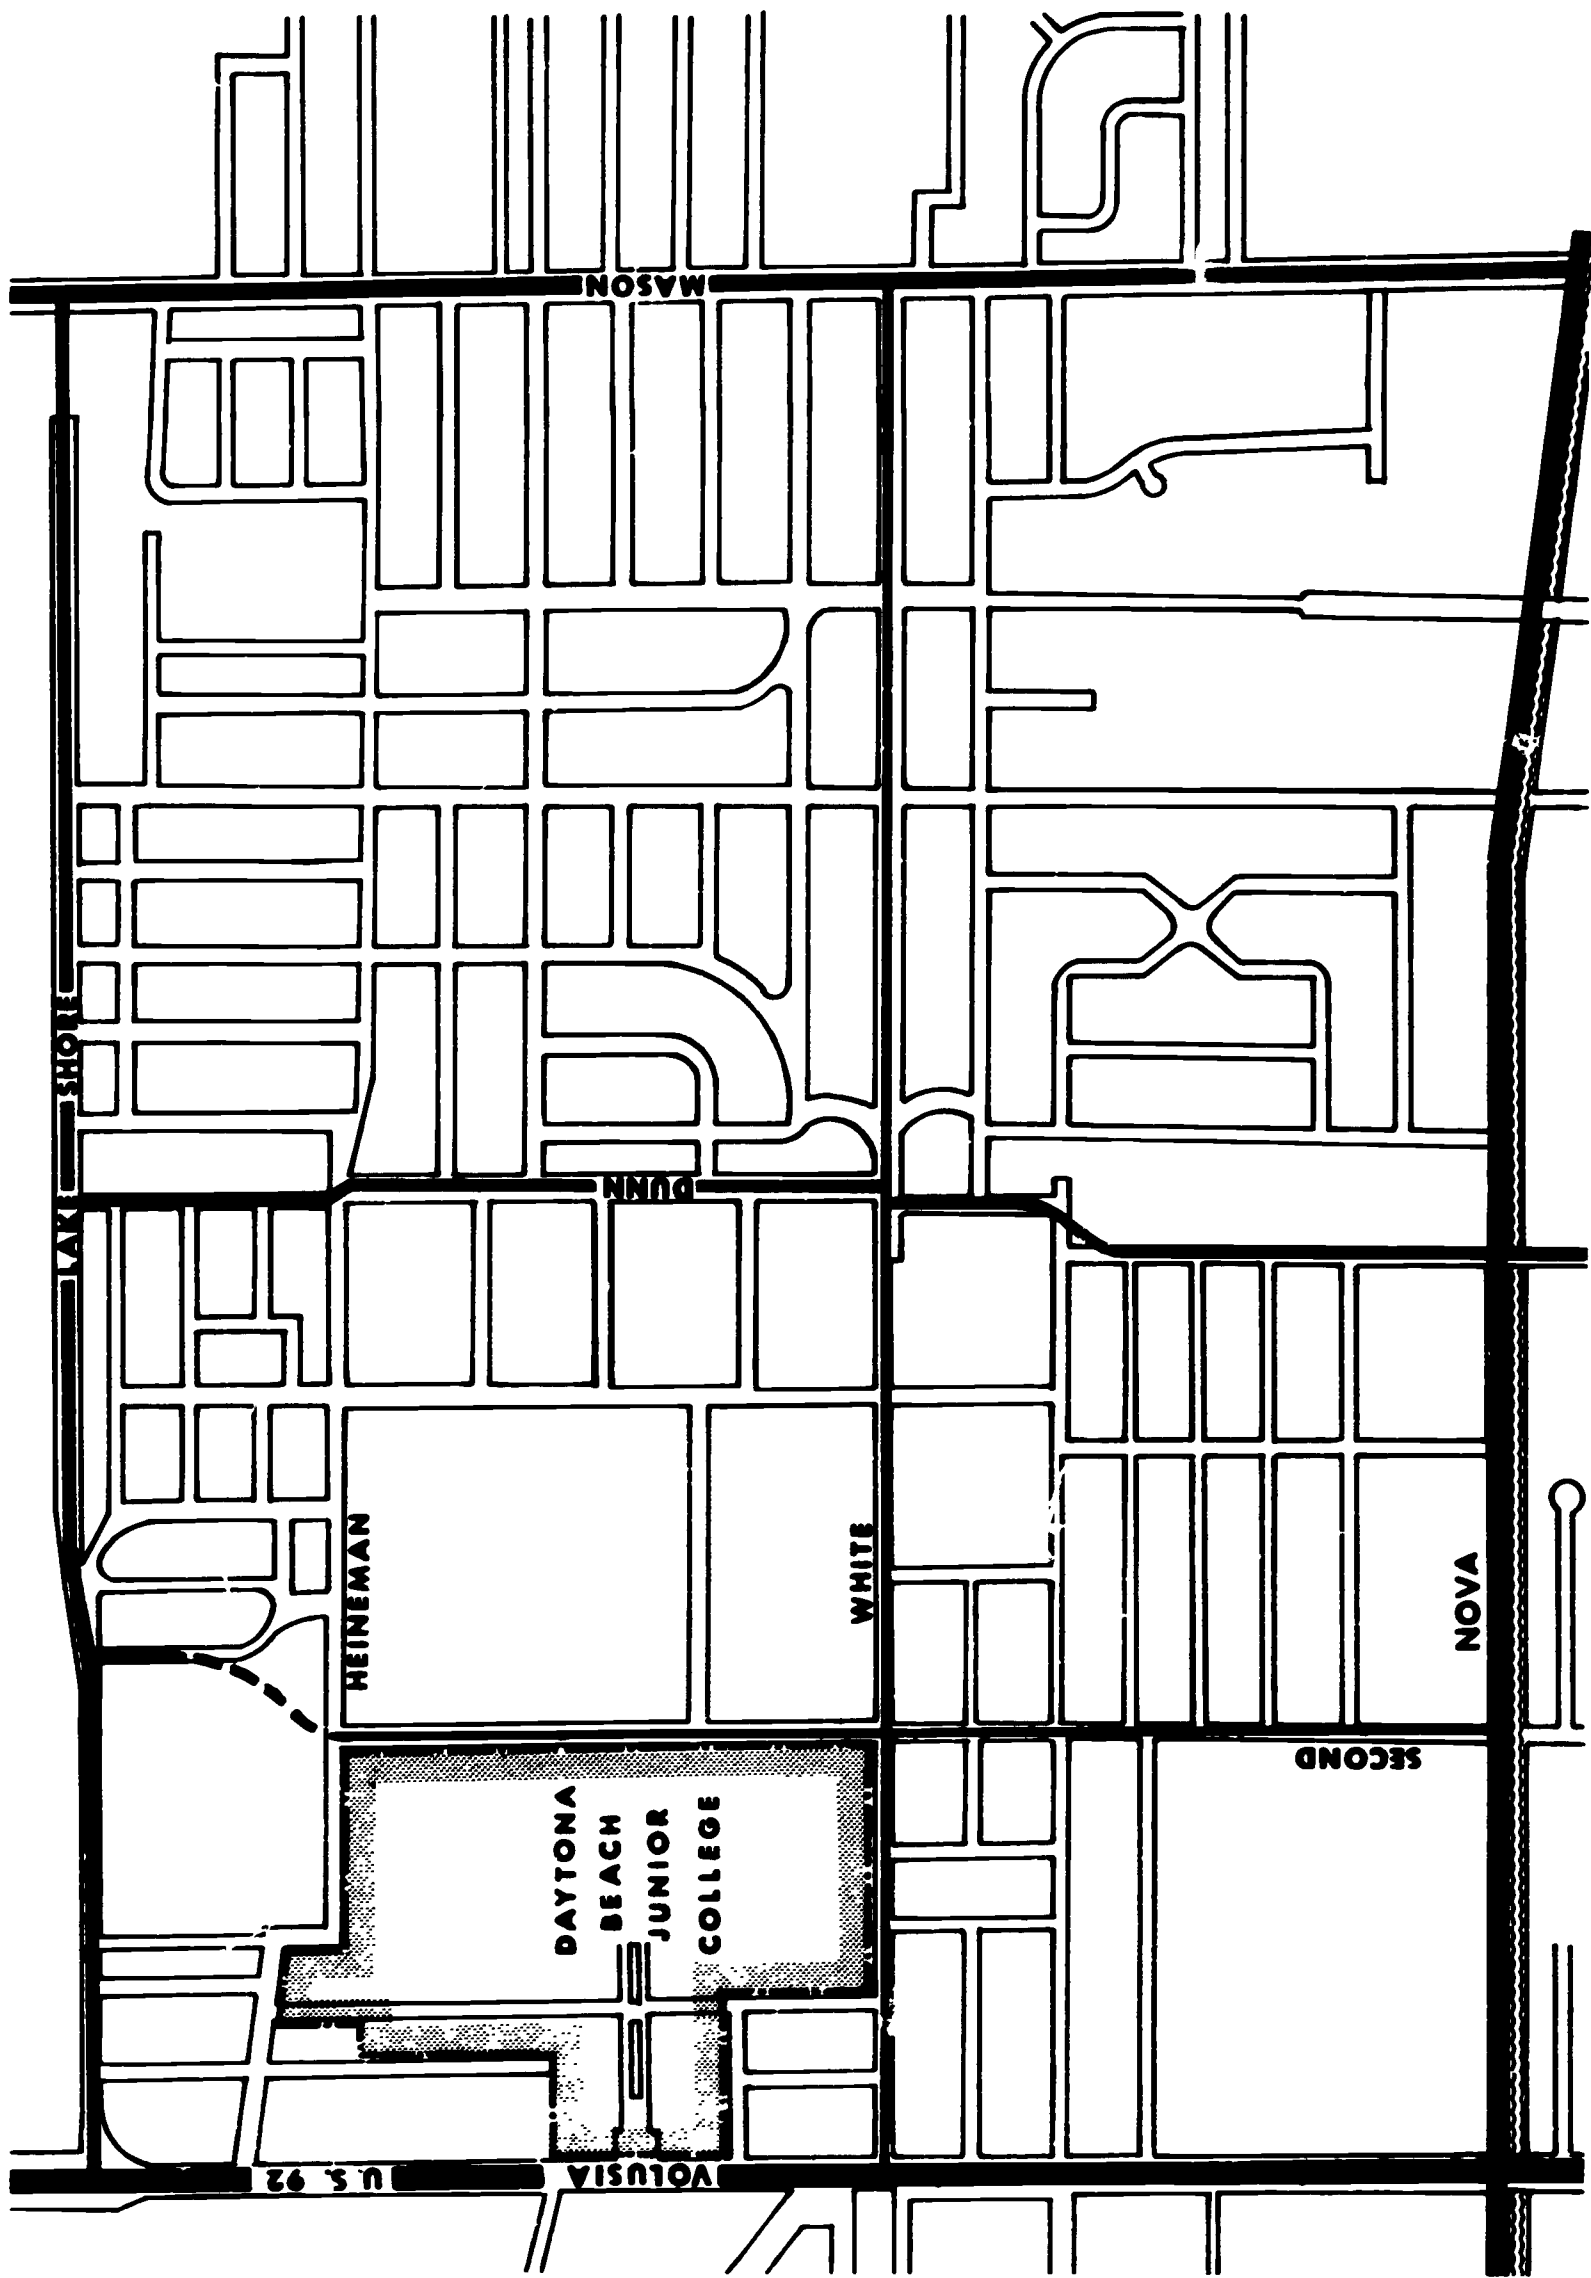 MASON
LAKE SHORE
DUNN
HEINEMAN
WHITE
NOVA
SECOND
DAYTONA
BEACH
JUNIOR
COLLEGE
U.S. 92
VOLUSIA